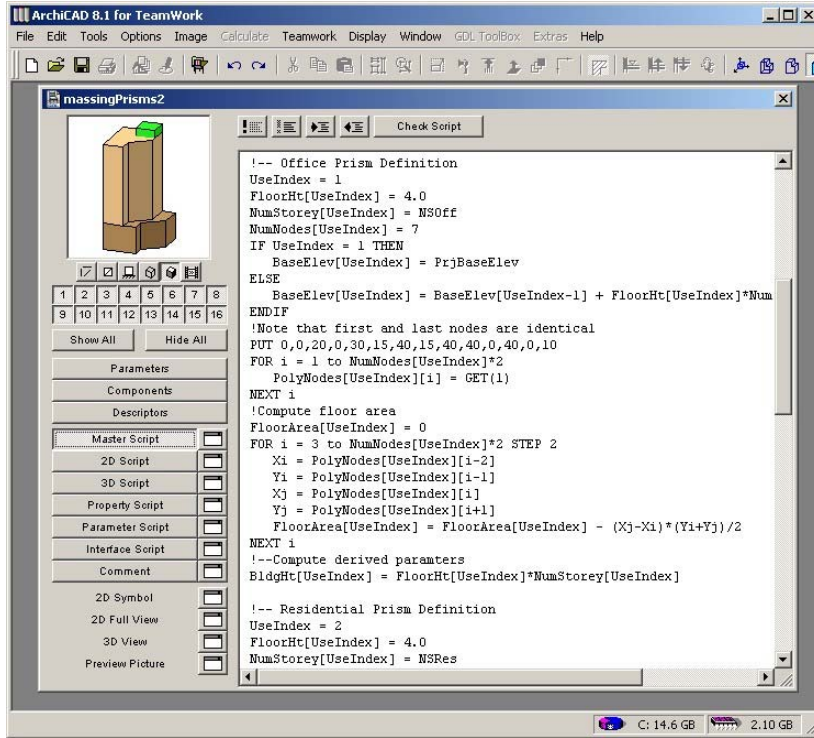 ArchiCAD 8.1 for TeamWork
File Edit Tools Options Image Calculate Teamwork Display Window GDL ToolBox Extras Help
massingPrisms2
Check Script
!-- Office Prism Definition
UseIndex = 1
FloorHt[UseIndex] = 4.0
NumStorey[UseIndex] = NSOff
NumNodes[UseIndex] = 7
IF UseIndex = 1 THEN
BaseElev[UseIndex] = PrjBaseElev
ELSE
BaseElev[UseIndex] = BaseElev[UseIndex-1] + FloorHt[UseIndex]*Num
ENDIF
!Note that first and last nodes are identical
PUT 0,0,20,0,30,15,40,15,40,40,0,40,0,10
FOR i = 1 to NumNodes[UseIndex]*2
PolyNodes[UseIndex][i] = GET(1)
NEXT i
!Compute floor area
FloorArea[UseIndex] = 0
FOR i = 3 to NumNodes[UseIndex]*2 STEP 2
Xi = PolyNodes[UseIndex][i-2]
Yi = PolyNodes[UseIndex][i-1]
Xj = PolyNodes[UseIndex][i]
Yj = PolyNodes[UseIndex][i+1]
FloorArea[UseIndex] = FloorArea[UseIndex] - (Xj-Xi)*(Yi+Yj)/2
NEXT i
!--Compute derived paramters
BldgHt[UseIndex] = FloorHt[UseIndex]*NumStorey[UseIndex]
!-- Residential Prism Definition
UseIndex = 2
FloorHt[UseIndex] = 4.0
NumStorey[UseIndex] = NSRes
1 2 3 4 5 6 7 8
9 10 11 12 13 14 15 16
Show All Hide All
Parameters
Components
Descriptors
Master Script
2D Script
3D Script
Property Script
Parameter Script
Interface Script
Comment
2D Symbol
2D Full View
3D View
Preview Picture
C: 14.6 GB 2.10 GB